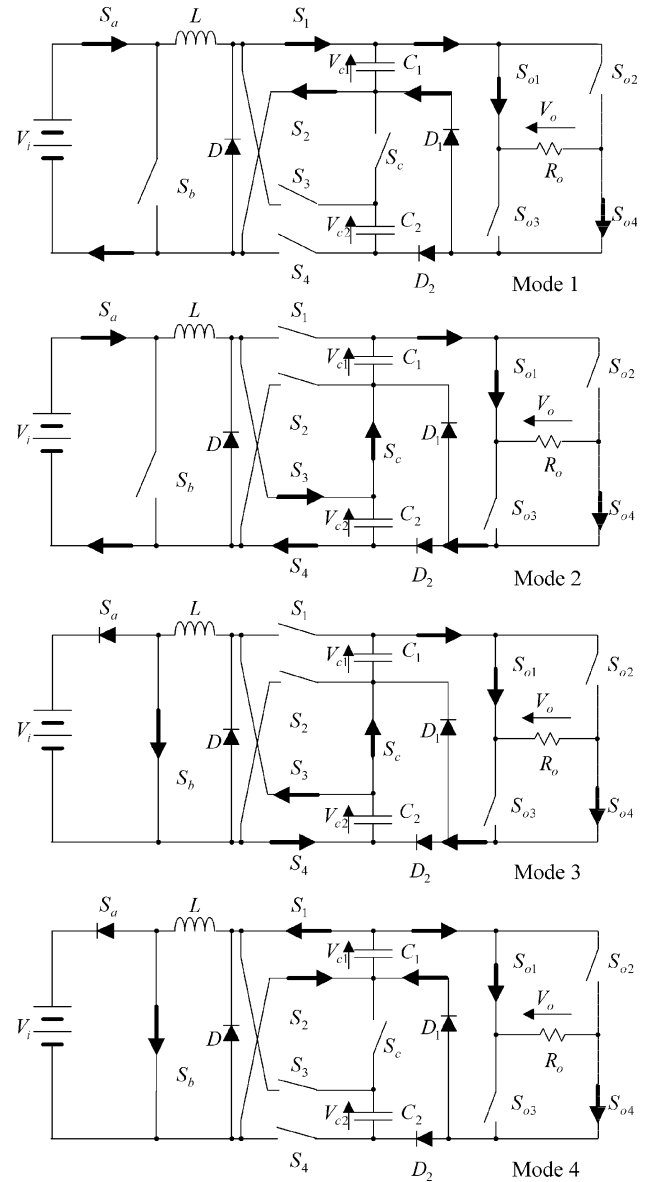 Sa L S1
Vc1 C1 So1 So2
Vi D S2 D1 Vo
Sb S3 Sc Ro
Vc2 C2 So3 So4
S4 D2
Mode 1
Sa L S1
Vc1 C1 So1 So2
Vi D S2 D1 Vo
Sb S3 Sc Ro
Vc2 C2 So3 So4
S4 D2
Mode 2
Sa L S1
Vc1 C1 So1 So2
Vi D S2 D1 Vo
Sb S3 Sc Ro
Vc2 C2 So3 So4
S4 D2
Mode 3
Sa L S1
Vc1 C1 So1 So2
Vi D S2 D1 Vo
Sb S3 Sc Ro
Vc2 C2 So3 So4
S4 D2
Mode 4